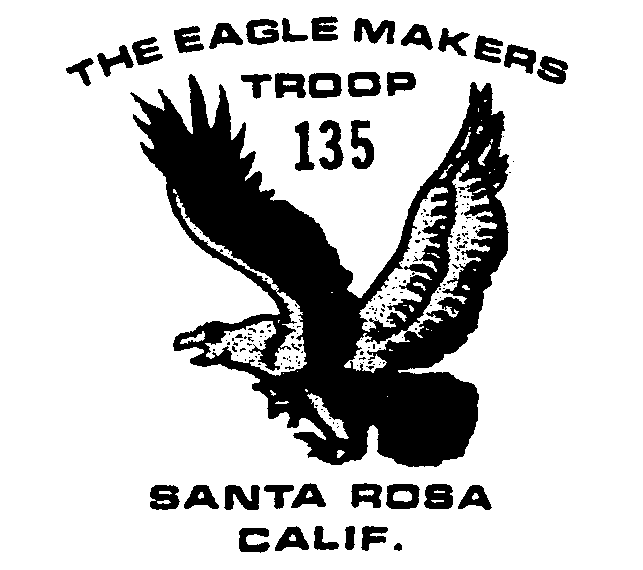 THE EAGLE MAKERS
TROOP
135
SANTA ROSA
CALIF.